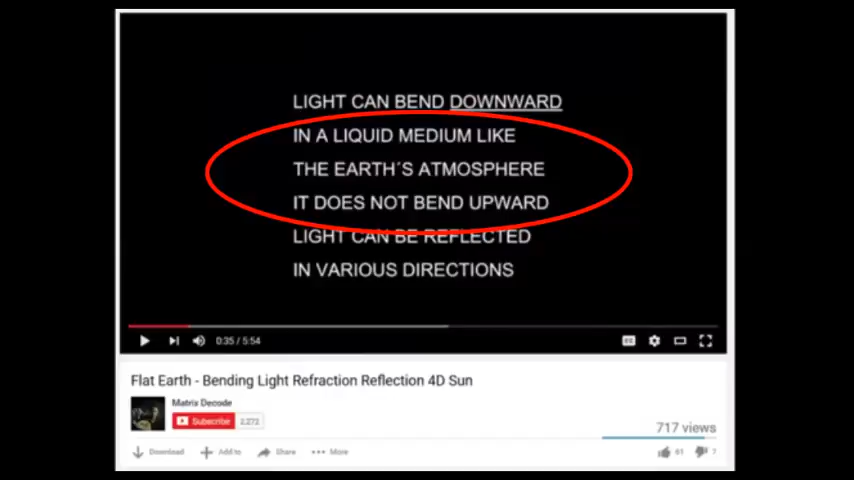 LIGHT CAN BEND DOWNWARD
IN A LIQUID MEDIUM LIKE
THE EARTH´S ATMOSPHERE
IT DOES NOT BEND UPWARD
LIGHT CAN BE REFLECTED
IN VARIOUS DIRECTIONS
0:35 / 5:54
Flat Earth - Bending Light Refraction Reflection 4D Sun
Matrix Decode
Subscribe 2,272
717 views
Download Add to Share More 61 7